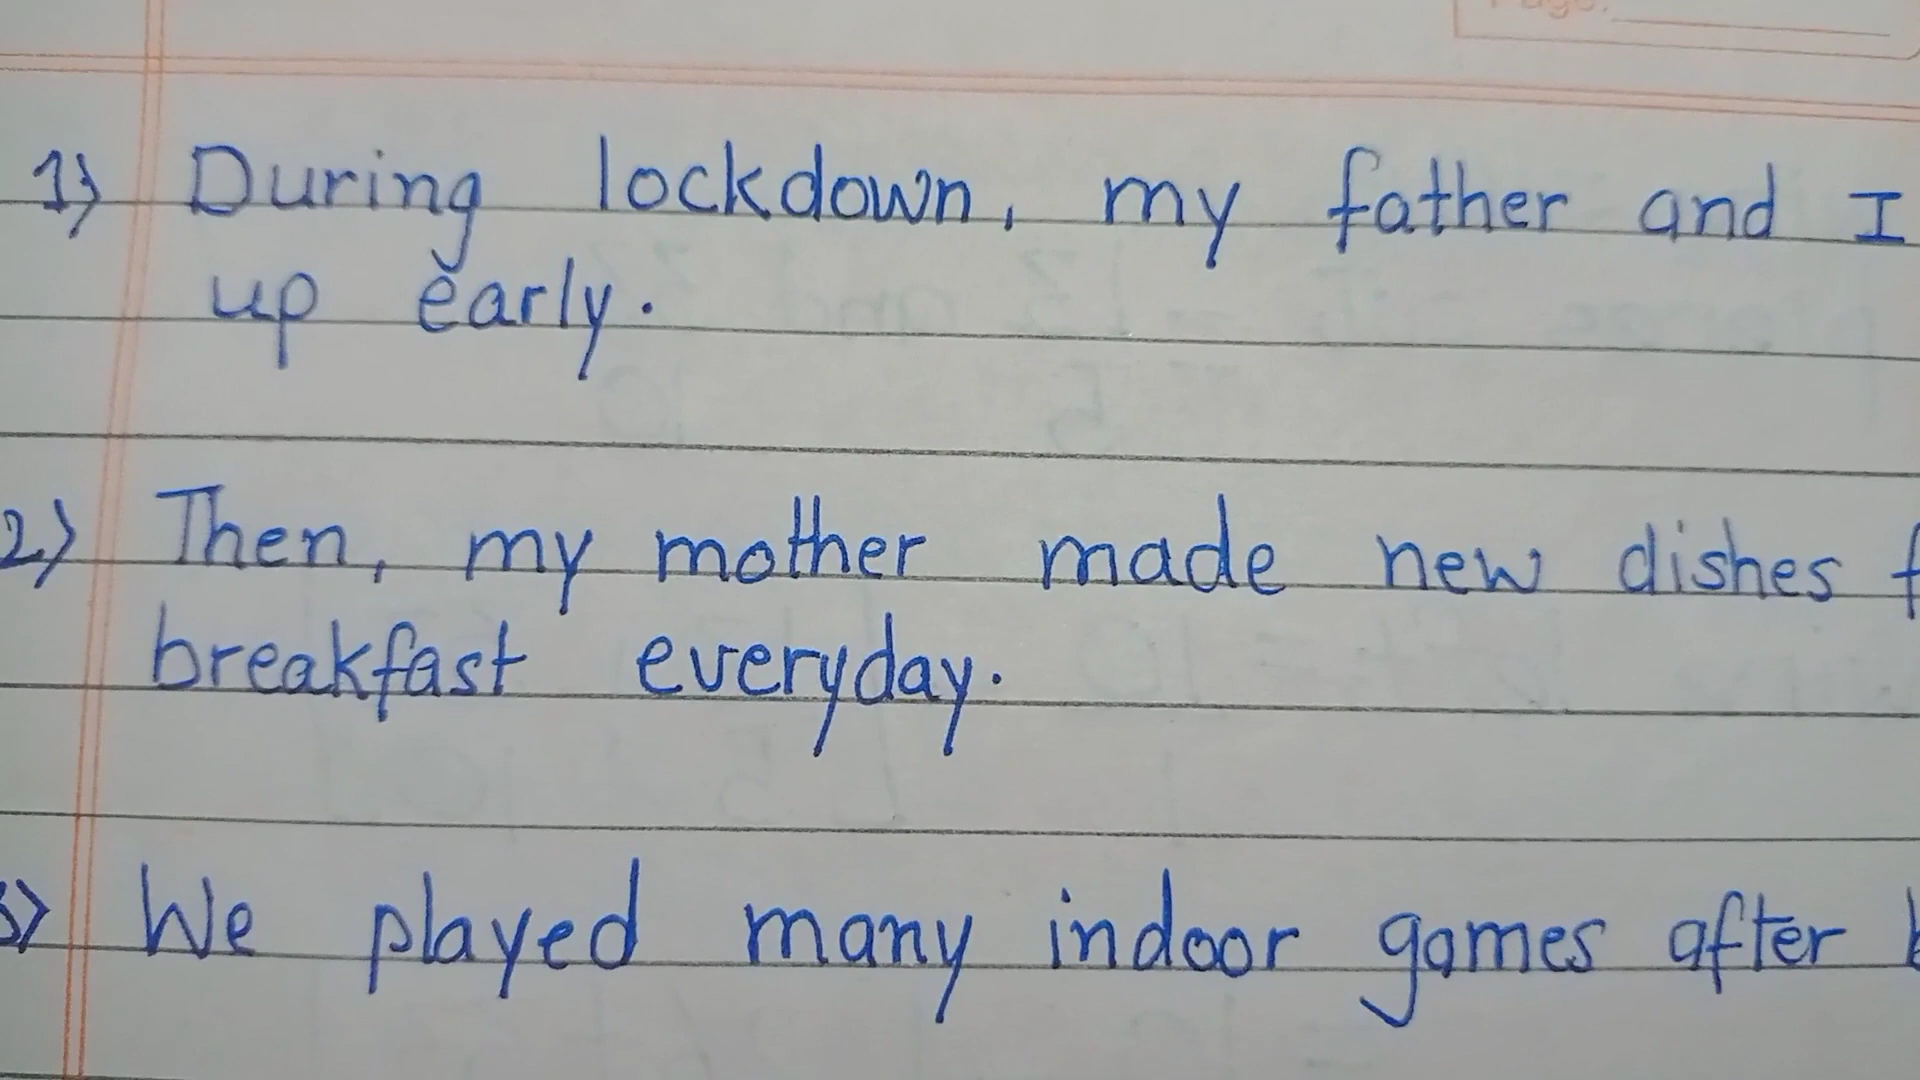 1) During lockdown, my father and I
up early.
2) Then, my mother made new dishes
breakfast everyday.
3) We played many indoor games after